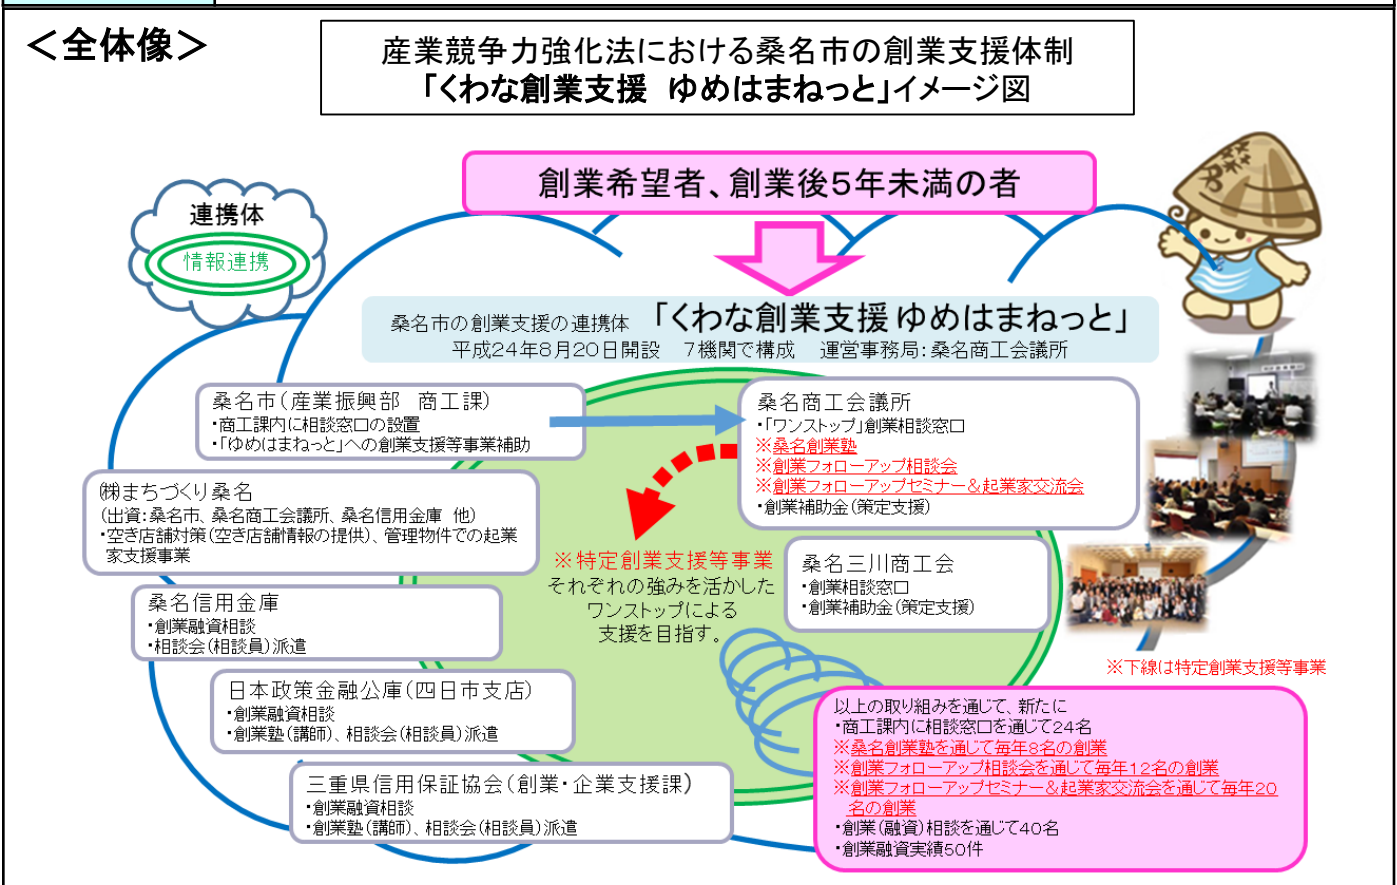 ＜全体像＞
産業競争力強化法における桑名市の創業支援体制
「くわな創業支援　ゆめはまねっと」イメージ図
創業希望者、創業後5年未満の者
連携体
情報連携
桑名市の創業支援の連携体　「くわな創業支援 ゆめはまねっと」
平成24年8月20日開設　7機関で構成　運営事務局：桑名商工会議所
桑名市（産業振興部　商工課）
・商工課内に相談窓口の設置
・「ゆめはまねっと」への創業支援等事業補助
桑名商工会議所
・「ワンストップ」創業相談窓口
※桑名創業塾
※創業フォローアップ相談会
※創業フォローアップセミナー＆起業家交流会
・創業補助金（策定支援）
㈱まちづくり桑名
（出資：桑名市、桑名商工会議所、桑名信用金庫　他）
・空き店舗対策（空き店舗情報の提供）、管理物件での起業
家支援事業
※特定創業支援等事業
それぞれの強みを活かした
ワンストップによる
支援を目指す。
桑名三川商工会
・創業相談窓口
・創業補助金（策定支援）
桑名信用金庫
・創業融資相談
・相談会（相談員）派遣
日本政策金融公庫（四日市支店）
・創業融資相談
・創業塾（講師）、相談会（相談員）派遣
三重県信用保証協会（創業・企業支援課）
・創業融資相談
・創業塾（講師）、相談会（相談員）派遣
※下線は特定創業支援等事業
以上の取り組みを通じて、新たに
・商工課内に相談窓口を通じて24名
※桑名創業塾を通じて毎年8名の創業
※創業フォローアップ相談会を通じて毎年12名の創業
※創業フォローアップセミナー＆起業家交流会を通じて毎年20
名の創業
・創業（融資）相談を通じて40名
・創業融資実績50件